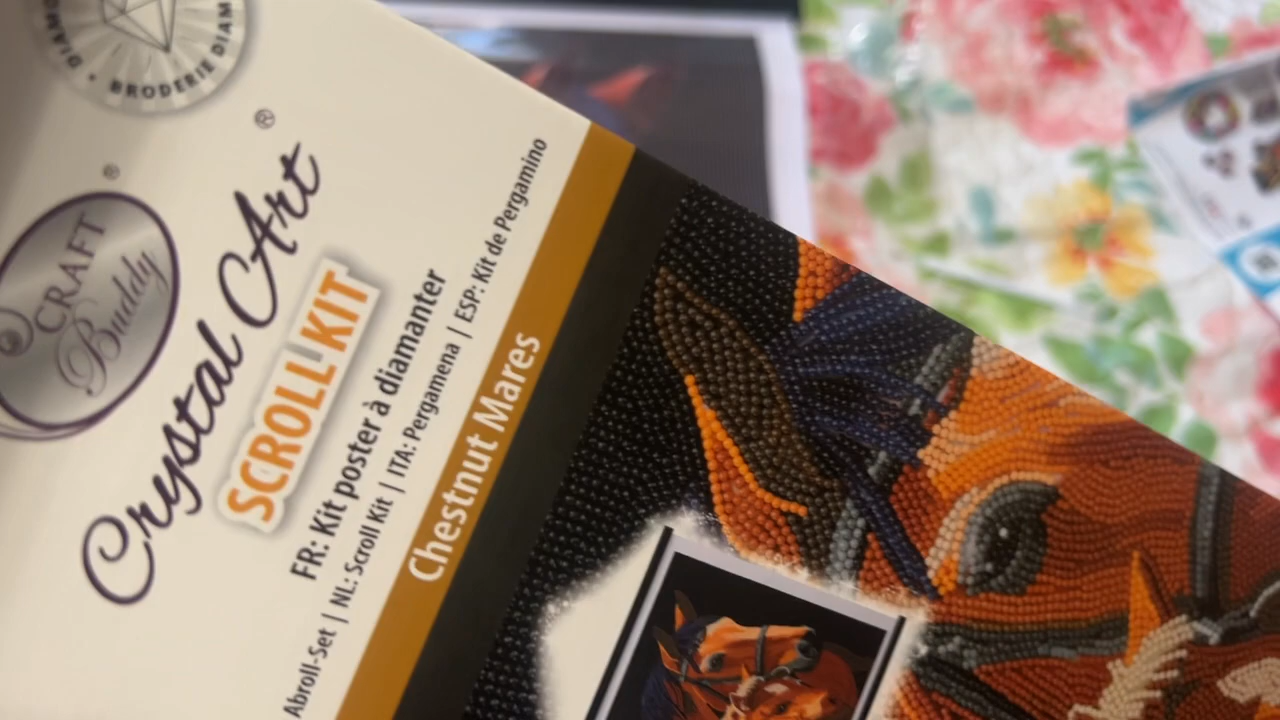 BRODERIE DIAM
CRAFT
Buddy
®
Crystal Art
®
SCROLL KIT
FR: Kit poster à diamanter
Abroll-Set | NL: Scroll Kit | ITA: Pergamena | ESP: Kit de Pergamino
Chestnut Mares